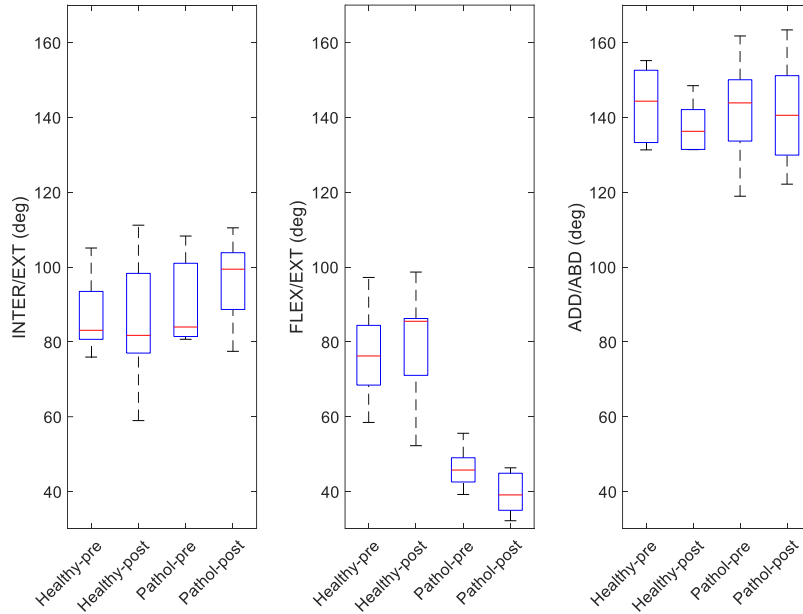 INTER/EXT (deg)
160
140
120
100
80
60
40
Healthy-pre
Healthy-post
Pathol-pre
Pathol-post
FLEX/EXT (deg)
160
140
120
100
80
60
40
Healthy-pre
Healthy-post
Pathol-pre
Pathol-post
ADD/ABD (deg)
160
140
120
100
80
60
40
Healthy-pre
Healthy-post
Pathol-pre
Pathol-post